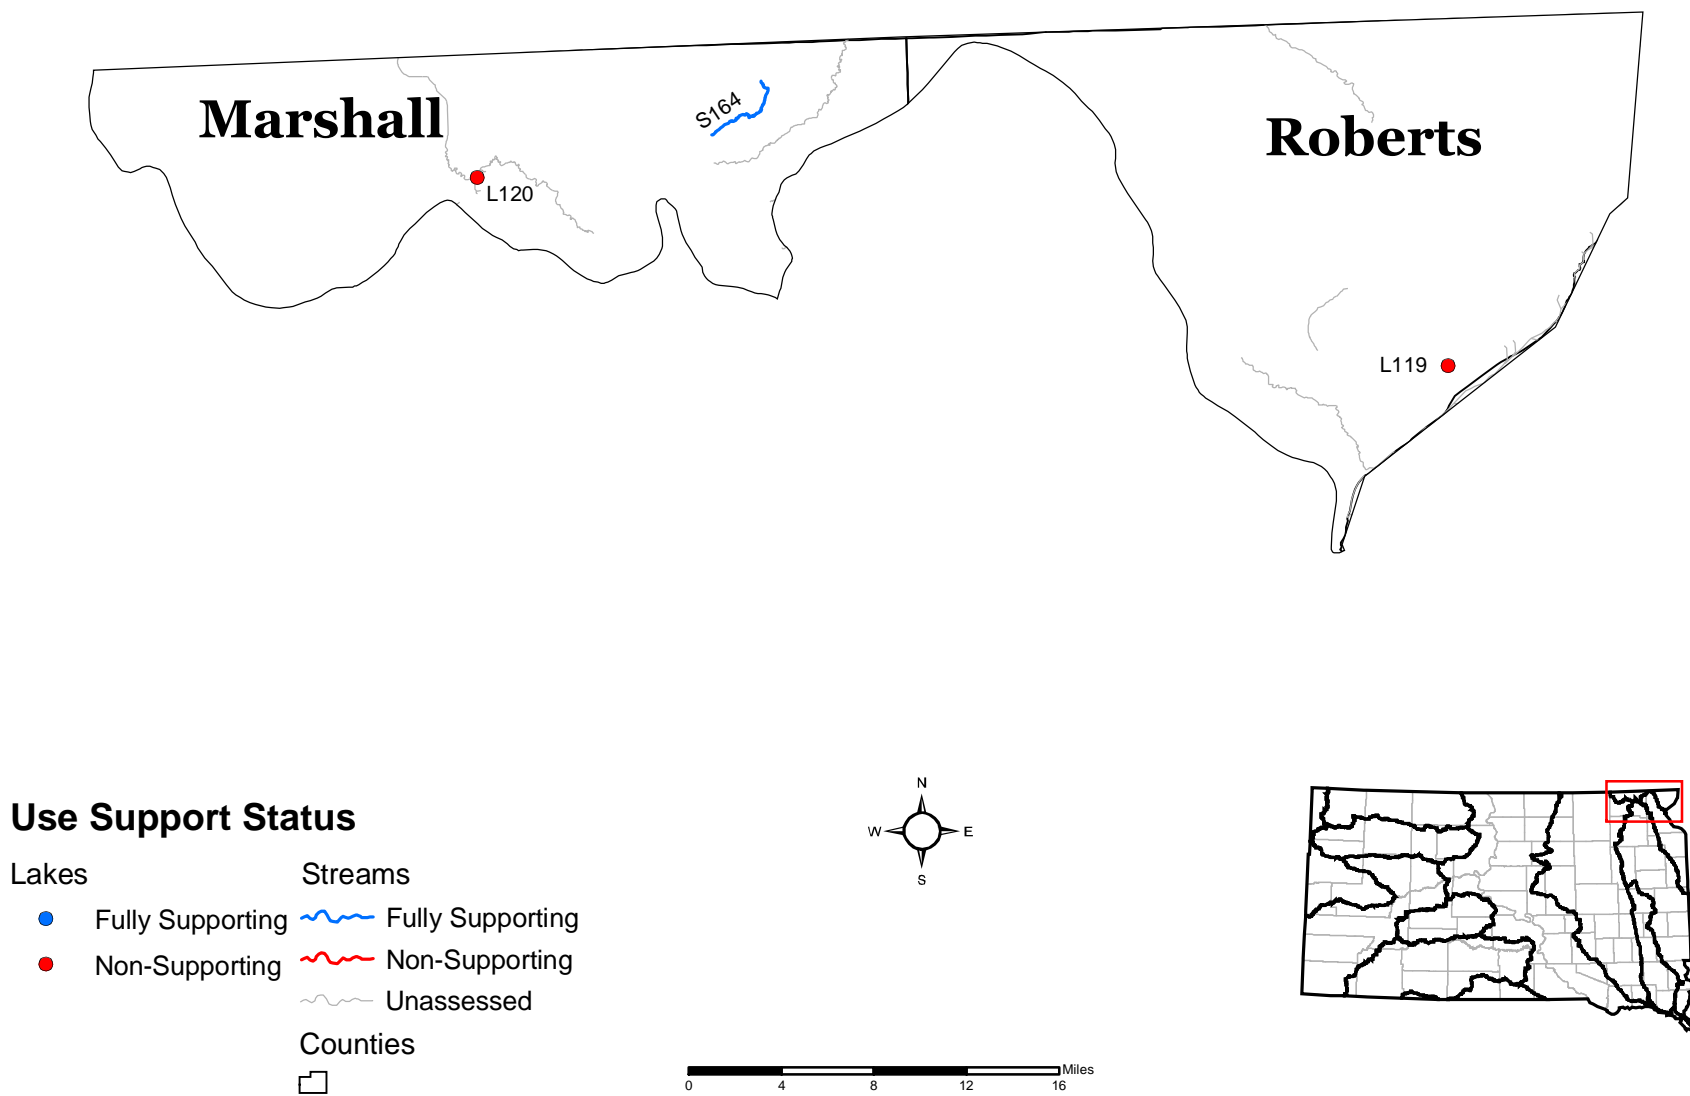 Marshall
Roberts
S164
L120
L119
N
W
E
S
Use Support Status
Lakes
Streams
Fully Supporting
Fully Supporting
Non-Supporting
Non-Supporting
Unassessed
Counties
Miles
0 4 8 12 16